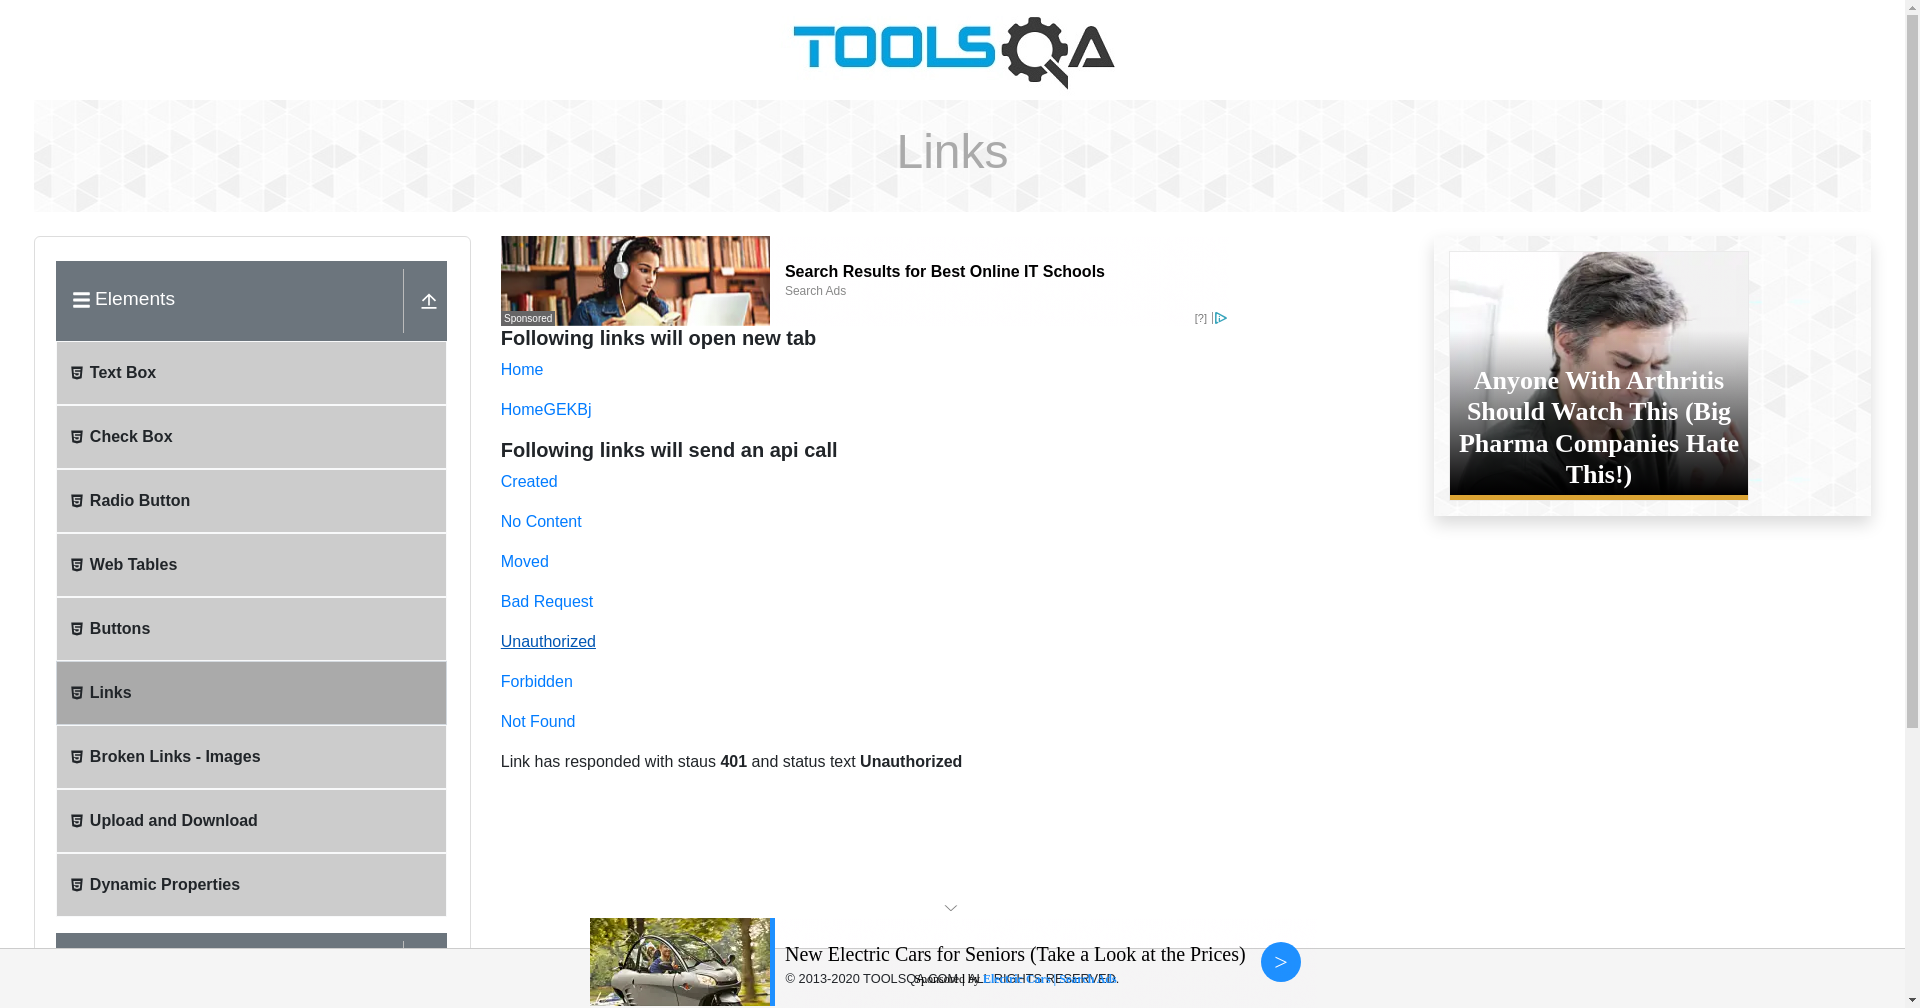 TOOLSQA
Links
Elements
Text Box
Check Box
Radio Button
Web Tables
Buttons
Links
Broken Links - Images
Upload and Download
Dynamic Properties
Sponsored
Search Results for Best Online IT Schools
Search Ads
[?]
Following links will open new tab
Home
HomeGEKBj
Following links will send an api call
Created
No Content
Moved
Bad Request
Unauthorized
Forbidden
Not Found
Link has responded with staus 401 and status text Unauthorized
Anyone With Arthritis
Should Watch This (Big
Pharma Companies Hate
This!)
New Electric Cars for Seniors (Take a Look at the Prices)
>
© 2013-2020 TOOLSQA.COM | ALL RIGHTS RESERVED.
Sponsored by